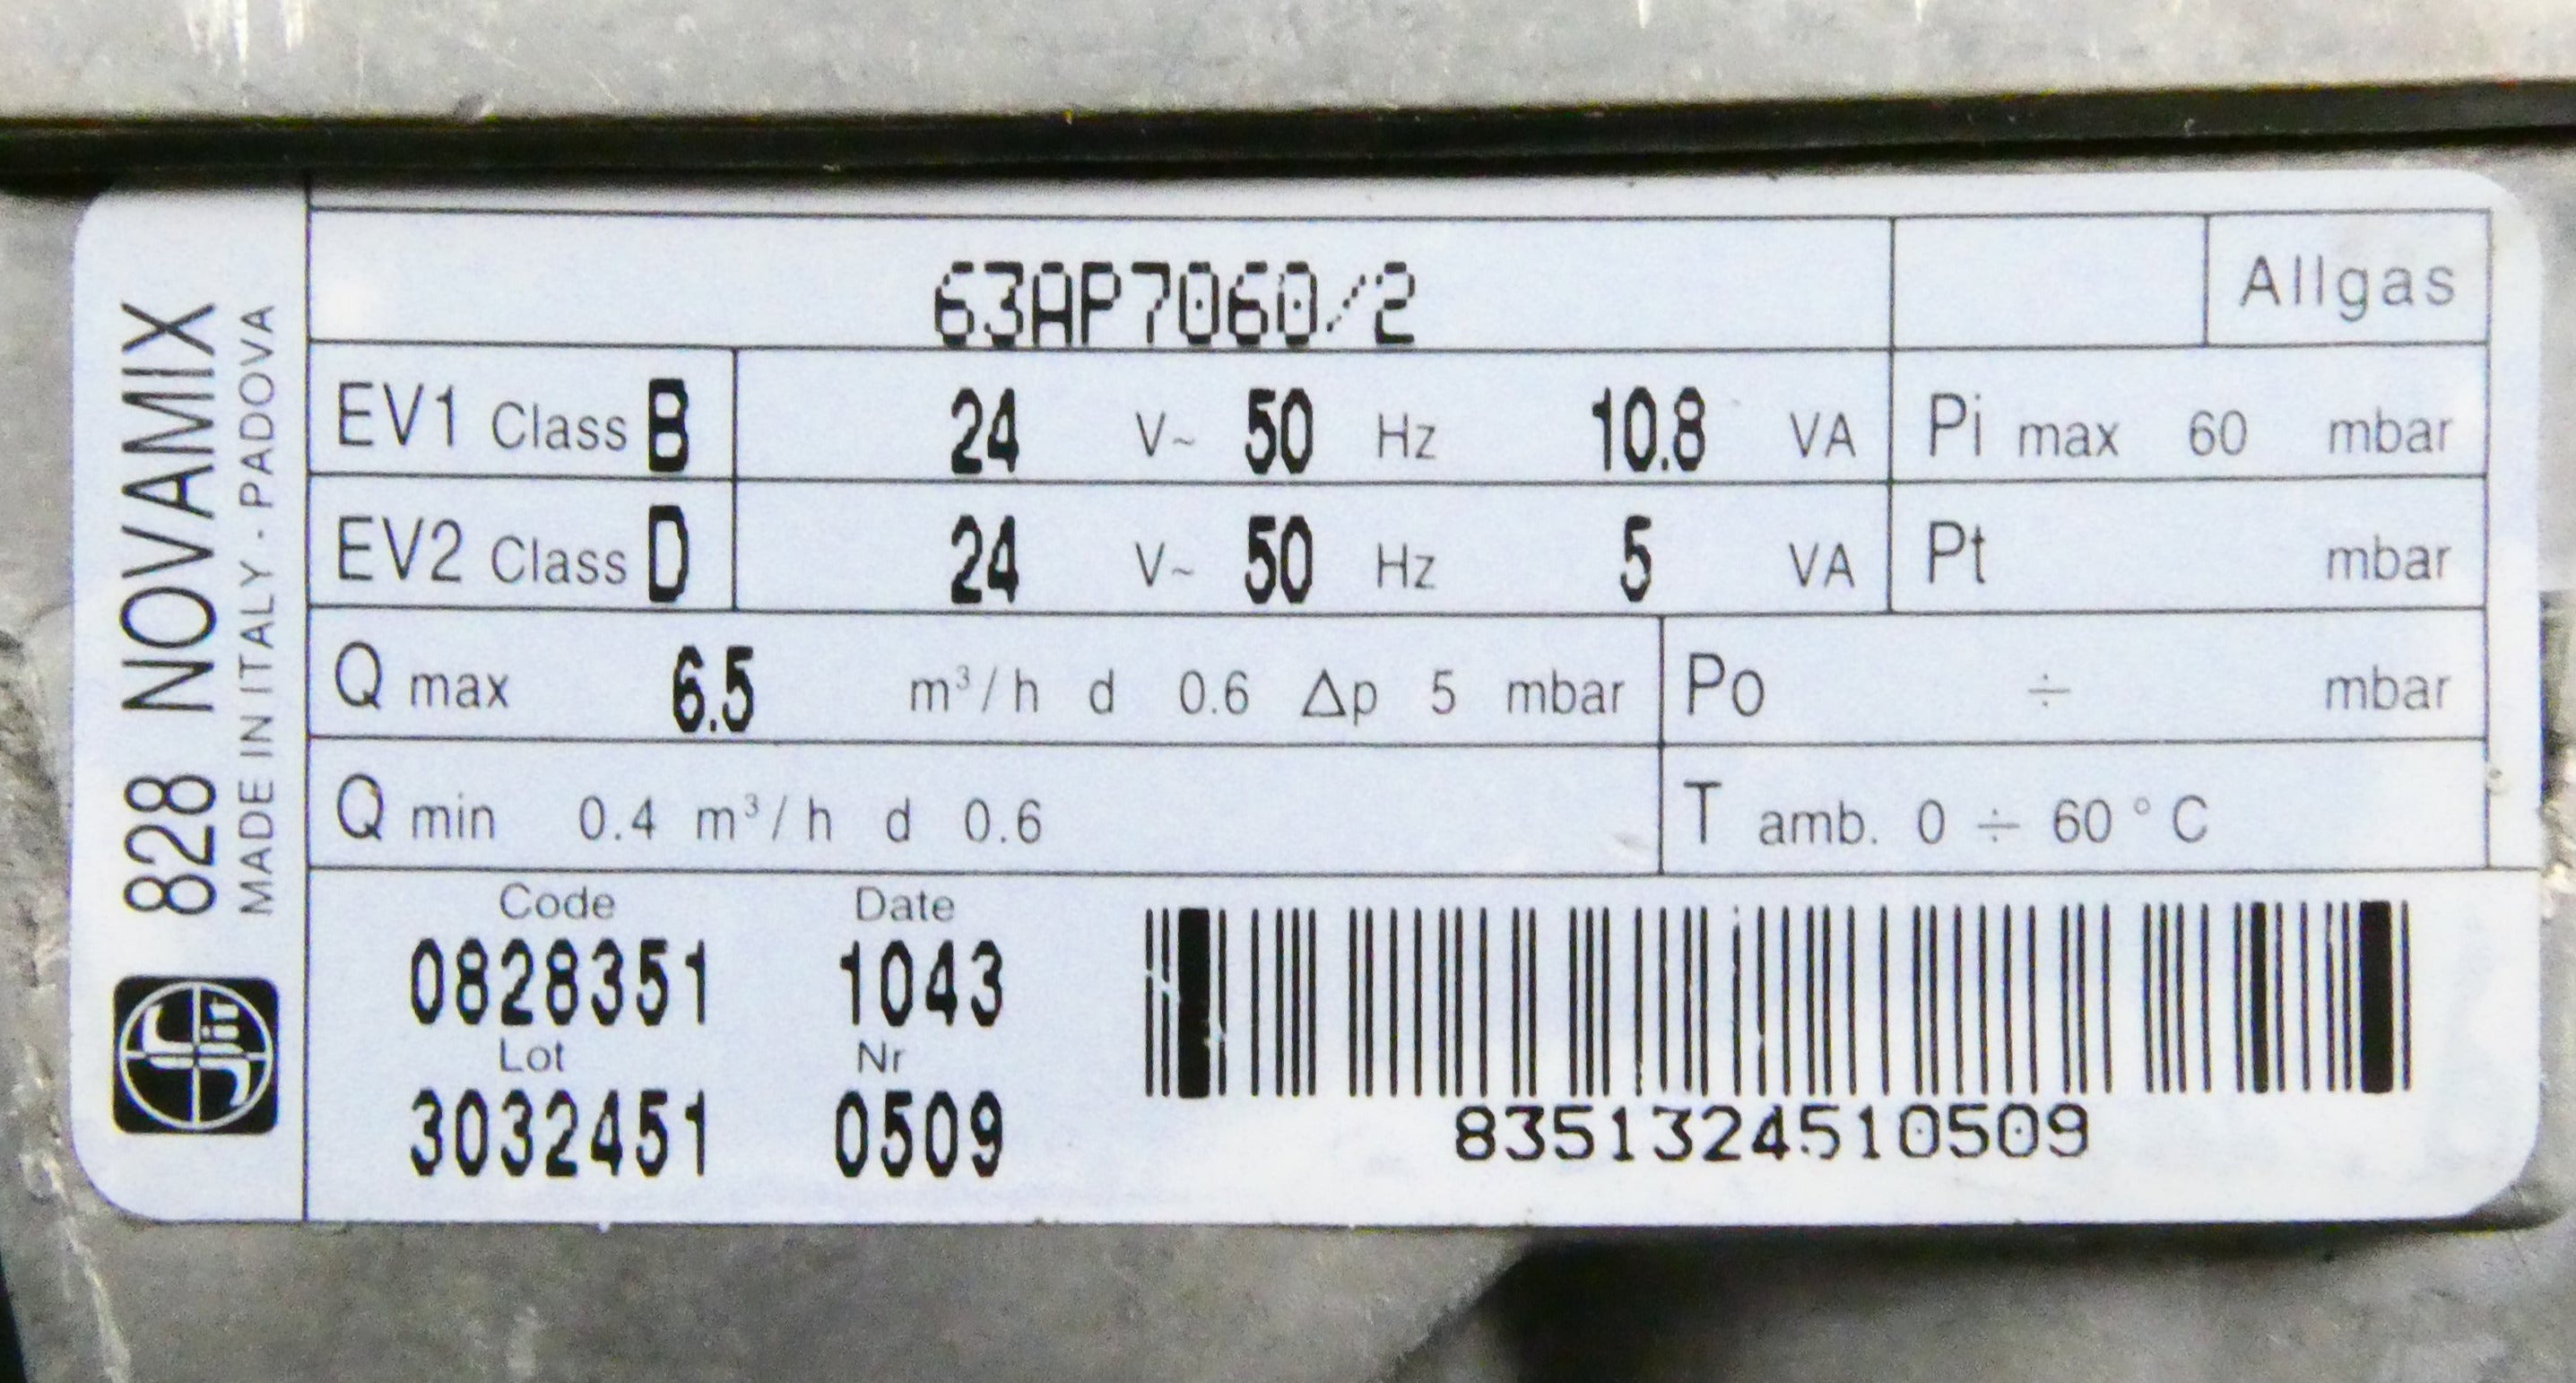 828 NOVAMIX
MADE IN ITALY - PADOVA
sit
63AP7060/2 Allgas
EV1 Class B 24 V~ 50 Hz 10.8 VA Pi max 60 mbar
EV2 Class D 24 V~ 50 Hz 5 VA Pt mbar
Q max 6.5 m³/h d 0.6 Δp 5 mbar Po ÷ mbar
Q min 0.4 m³/h d 0.6 T amb. 0 ÷ 60 °C
Code Date
0828351 1043
Lot Nr
3032451 0509
8351324510509